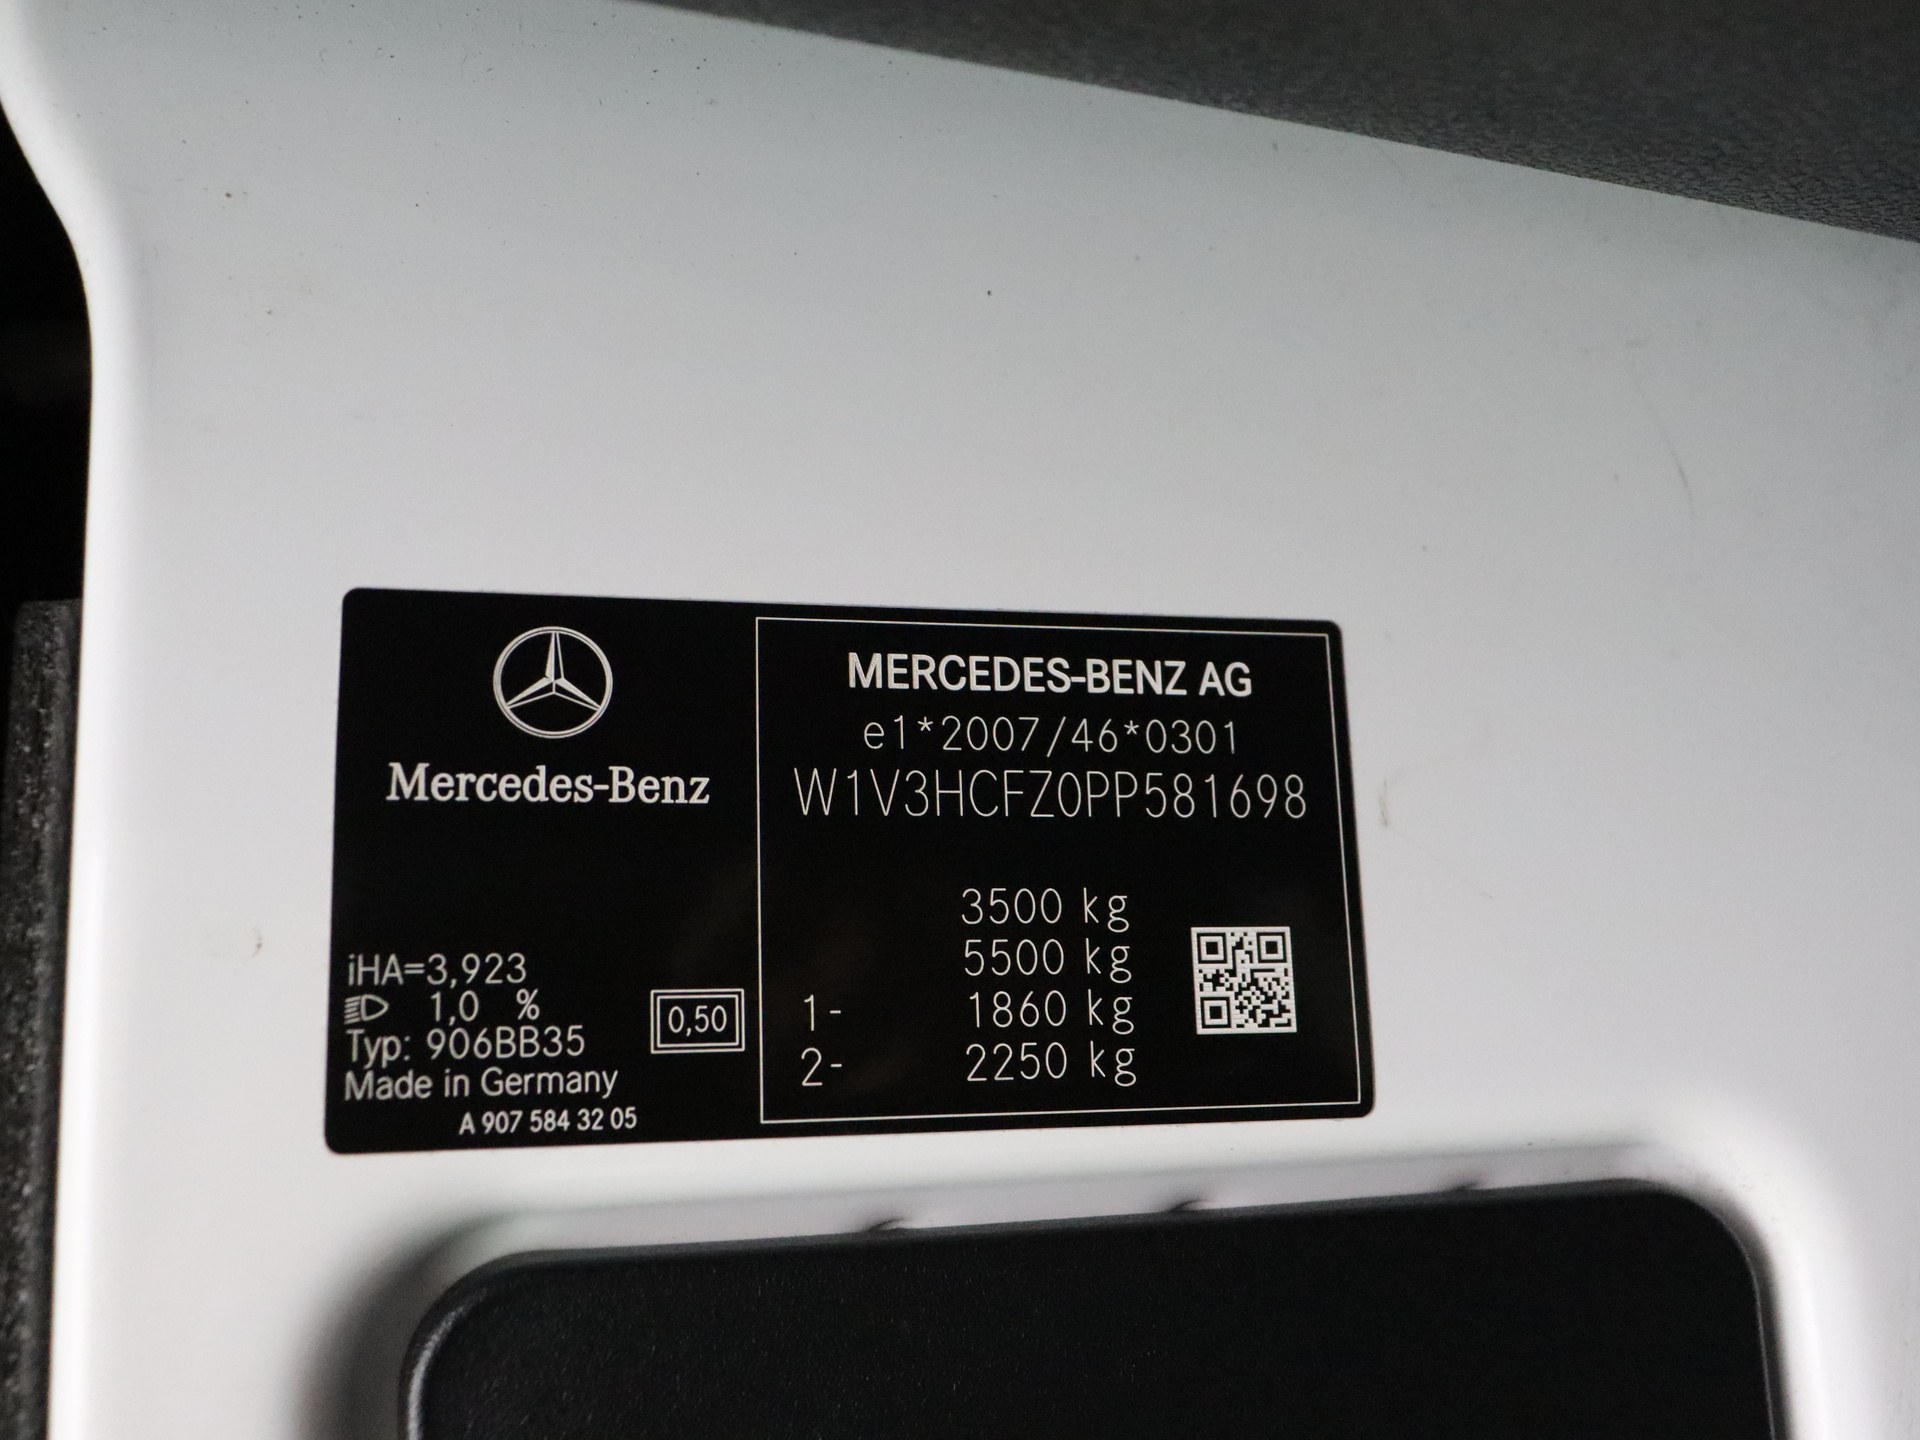 Mercedes-Benz
iHA=3,923
1,0 %
Typ: 906BB35
Made in Germany
A 907 584 32 05
0,50
MERCEDES-BENZ AG
e1*2007/46*0301
W1V3HCFZ0PP581698
3500 kg
5500 kg
1- 1860 kg
2- 2250 kg